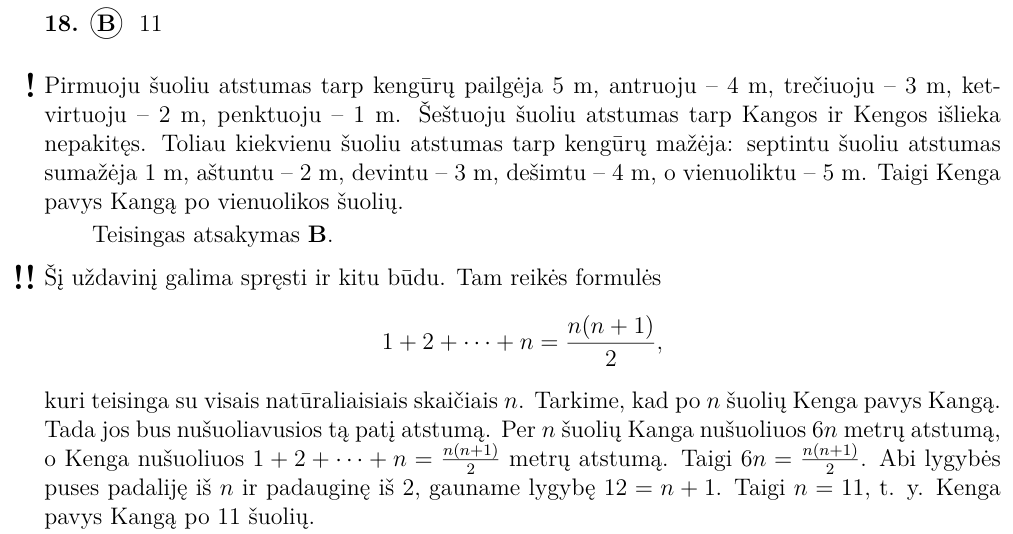 18. B 11
! Pirmuoju šuoliu atstumas tarp kengūrų pailgėja 5 m, antruoju – 4 m, trečiuoju – 3 m, ket-
virtuoju – 2 m, penktuoju – 1 m. Šeštuoju šuoliu atstumas tarp Kangos ir Kengos išlieka
nepakitęs. Toliau kiekvienu šuoliu atstumas tarp kengūrų mažėja: septintu šuoliu atstumas
sumažėja 1 m, aštuntu – 2 m, devintu – 3 m, dešimtu – 4 m, o vienuoliktu – 5 m. Taigi Kenga
pavys Kangą po vienuolikos šuolių.
Teisingas atsakymas B.
!! Šį uždavinį galima spręsti ir kitu būdu. Tam reikės formulės
1 + 2 + · · · + n = n(n + 1)/2,
kuri teisinga su visais natūraliaisiais skaičiais n. Tarkime, kad po n šuolių Kenga pavys Kangą.
Tada jos bus nušuoliavusios tą patį atstumą. Per n šuolių Kanga nušuoliuos 6n metrų atstumą,
o Kenga nušuoliuos 1 + 2 + · · · + n = n(n+1)/2 metrų atstumą. Taigi 6n = n(n+1)/2. Abi lygybės
puses padaliję iš n ir padauginę iš 2, gauname lygybę 12 = n + 1. Taigi n = 11, t. y. Kenga
pavys Kangą po 11 šuolių.